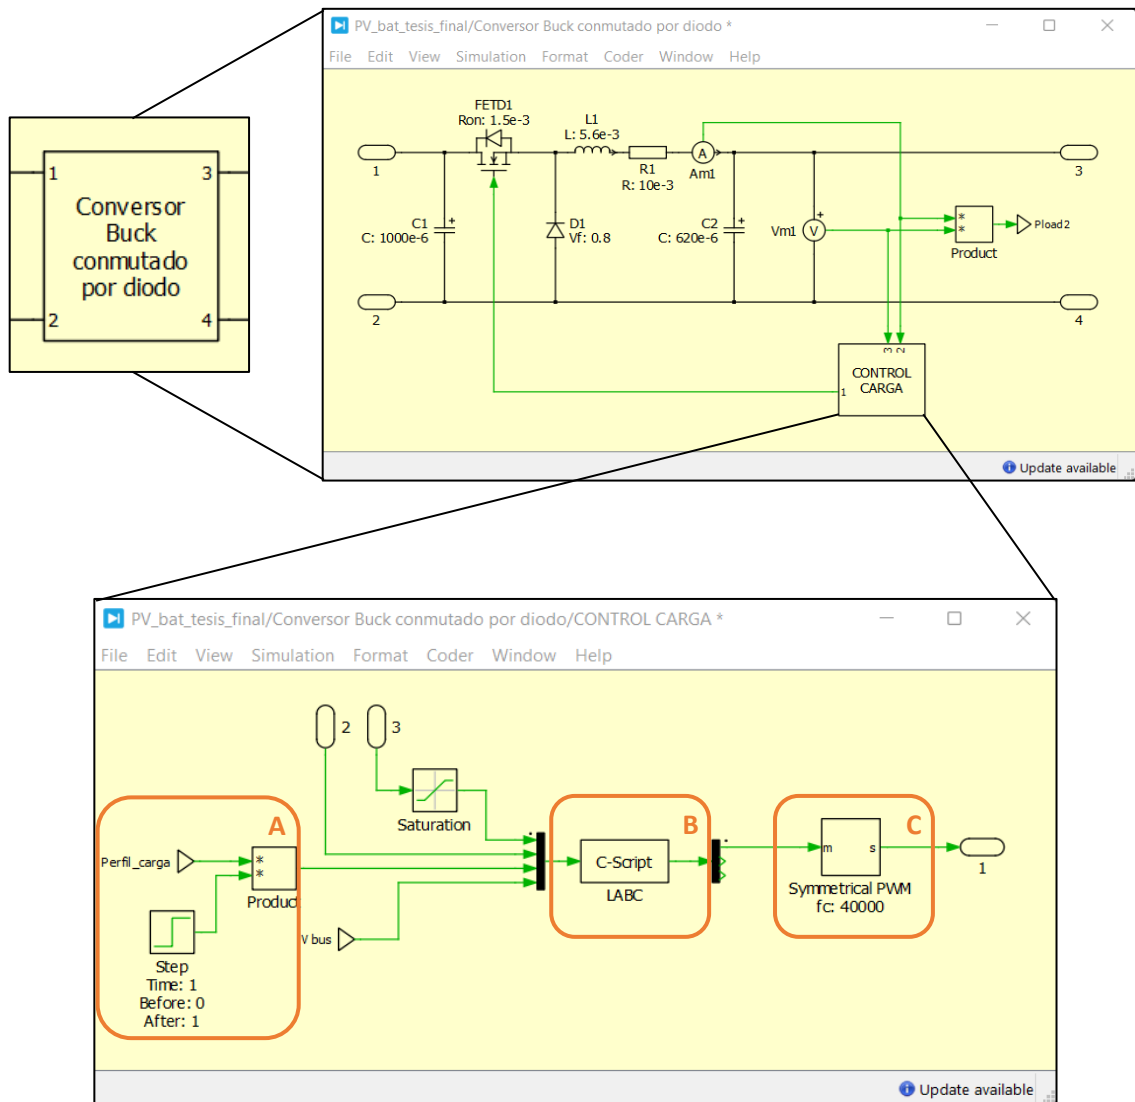 PV_bat_tesis_final/Conversor Buck conmutado por diodo *
File Edit View Simulation Format Coder Window Help
1
3
Conversor
Buck
conmutado
por diodo
2
4
FETD1
Ron: 1.5e-3
L1
L: 5.6e-3
A
Am1
R1
R: 10e-3
1
3
C1
C: 1000e-6
D1
Vf: 0.8
C2
C: 620e-6
Vm1
V
*
*
Product
Pload2
2
4
3 2
CONTROL
CARGA
1
Update available
PV_bat_tesis_final/Conversor Buck conmutado por diodo/CONTROL CARGA *
File Edit View Simulation Format Coder Window Help
2
3
Saturation
A
Perfil_carga
*
*
Product
Step
Time: 1
Before: 0
After: 1
V bus
B
C-Script
LABC
C
m
s
Symmetrical PWM
fc: 40000
1
Update available